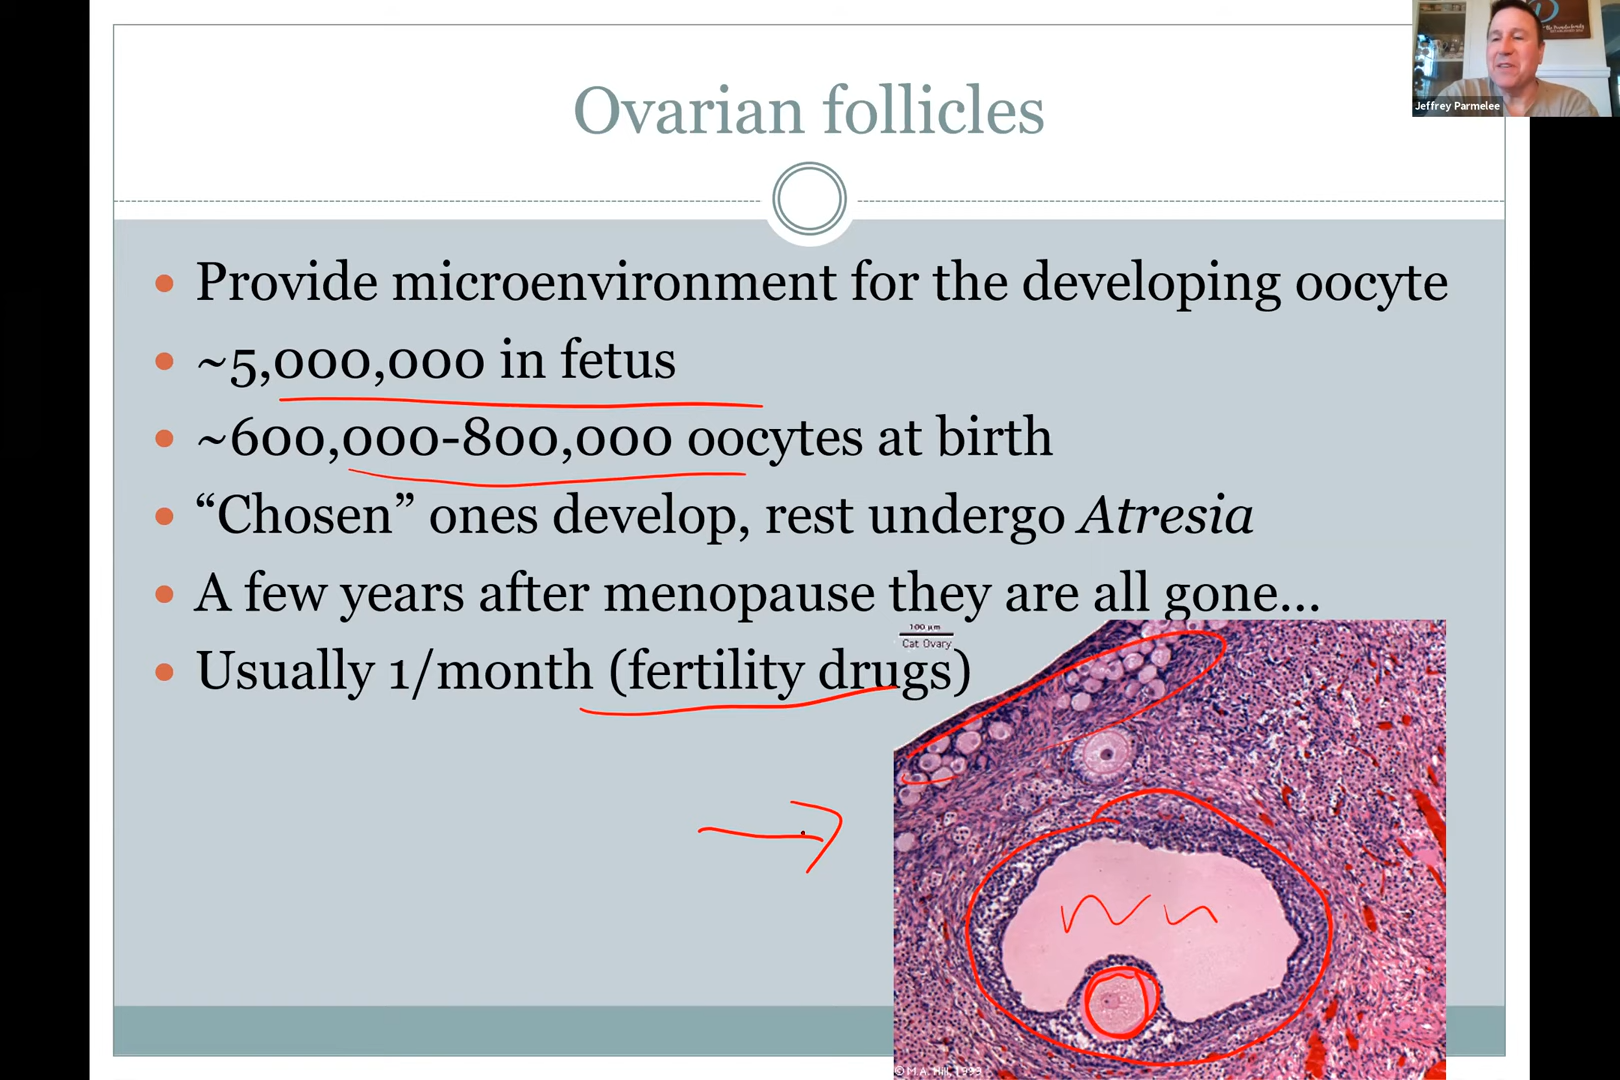 Jeffrey Parmelee
Ovarian follicles
• Provide microenvironment for the developing oocyte
• ~5,000,000 in fetus
• ~600,000-800,000 oocytes at birth
• “Chosen” ones develop, rest undergo Atresia
• A few years after menopause they are all gone…
• Usually 1/month (fertility drugs)
100 µm
Cat Ovary
© M.A. Hill, 1999